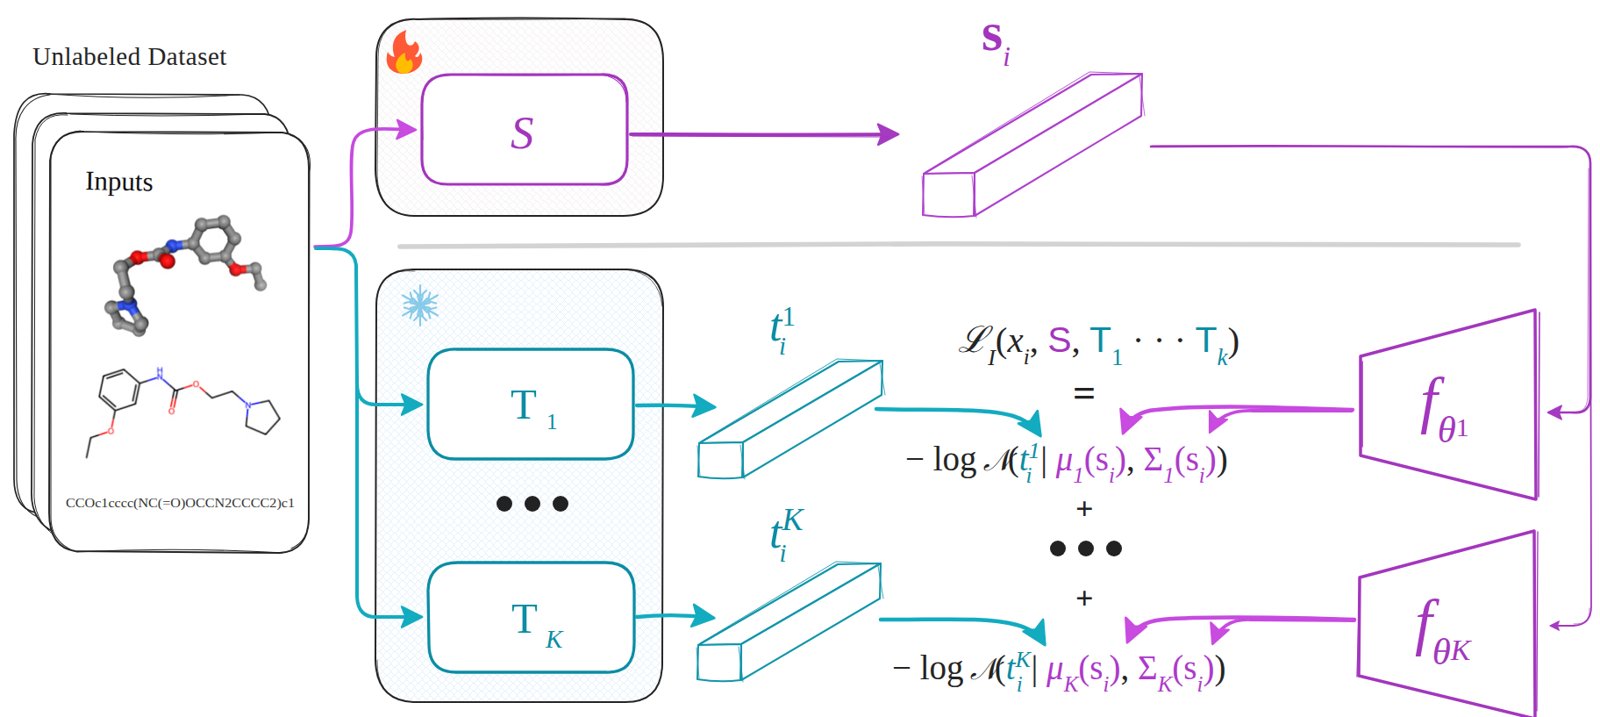 Unlabeled Dataset
Inputs
H
N
O
O
N
O
CCOc1cccc(NC(=O)OCCN2CCCC2)c1
S
s_i
T_1
T_K
t_i^1
t_i^K
ℒ_I(x_i, S, T_1 · · · T_k)
=
− log 𝒩(t_i^1| μ_1(s_i), Σ_1(s_i))
+
+
− log 𝒩(t_i^K| μ_K(s_i), Σ_K(s_i))
f_θ1
f_θK